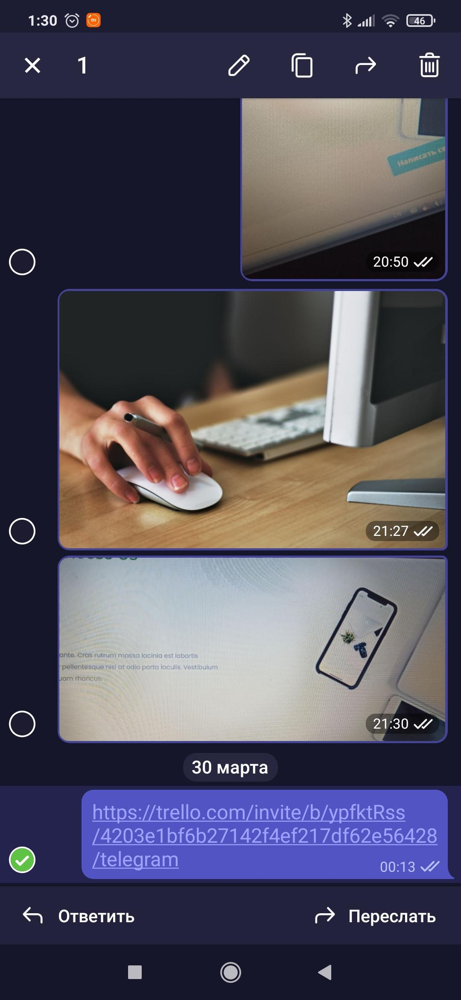 1:30
46
1
Написать
EN
20:50
21:27
ante. Cras rutrum massa lacinia est lobortis
pellentesque nisl at odio porta iaculis. Vestibulum
rhoncus.
21:30
30 марта
https://trello.com/invite/b/ypfktRss
/4203e1bf6b27142f4ef217df62e56428
/telegram
00:13
Ответить
Переслать